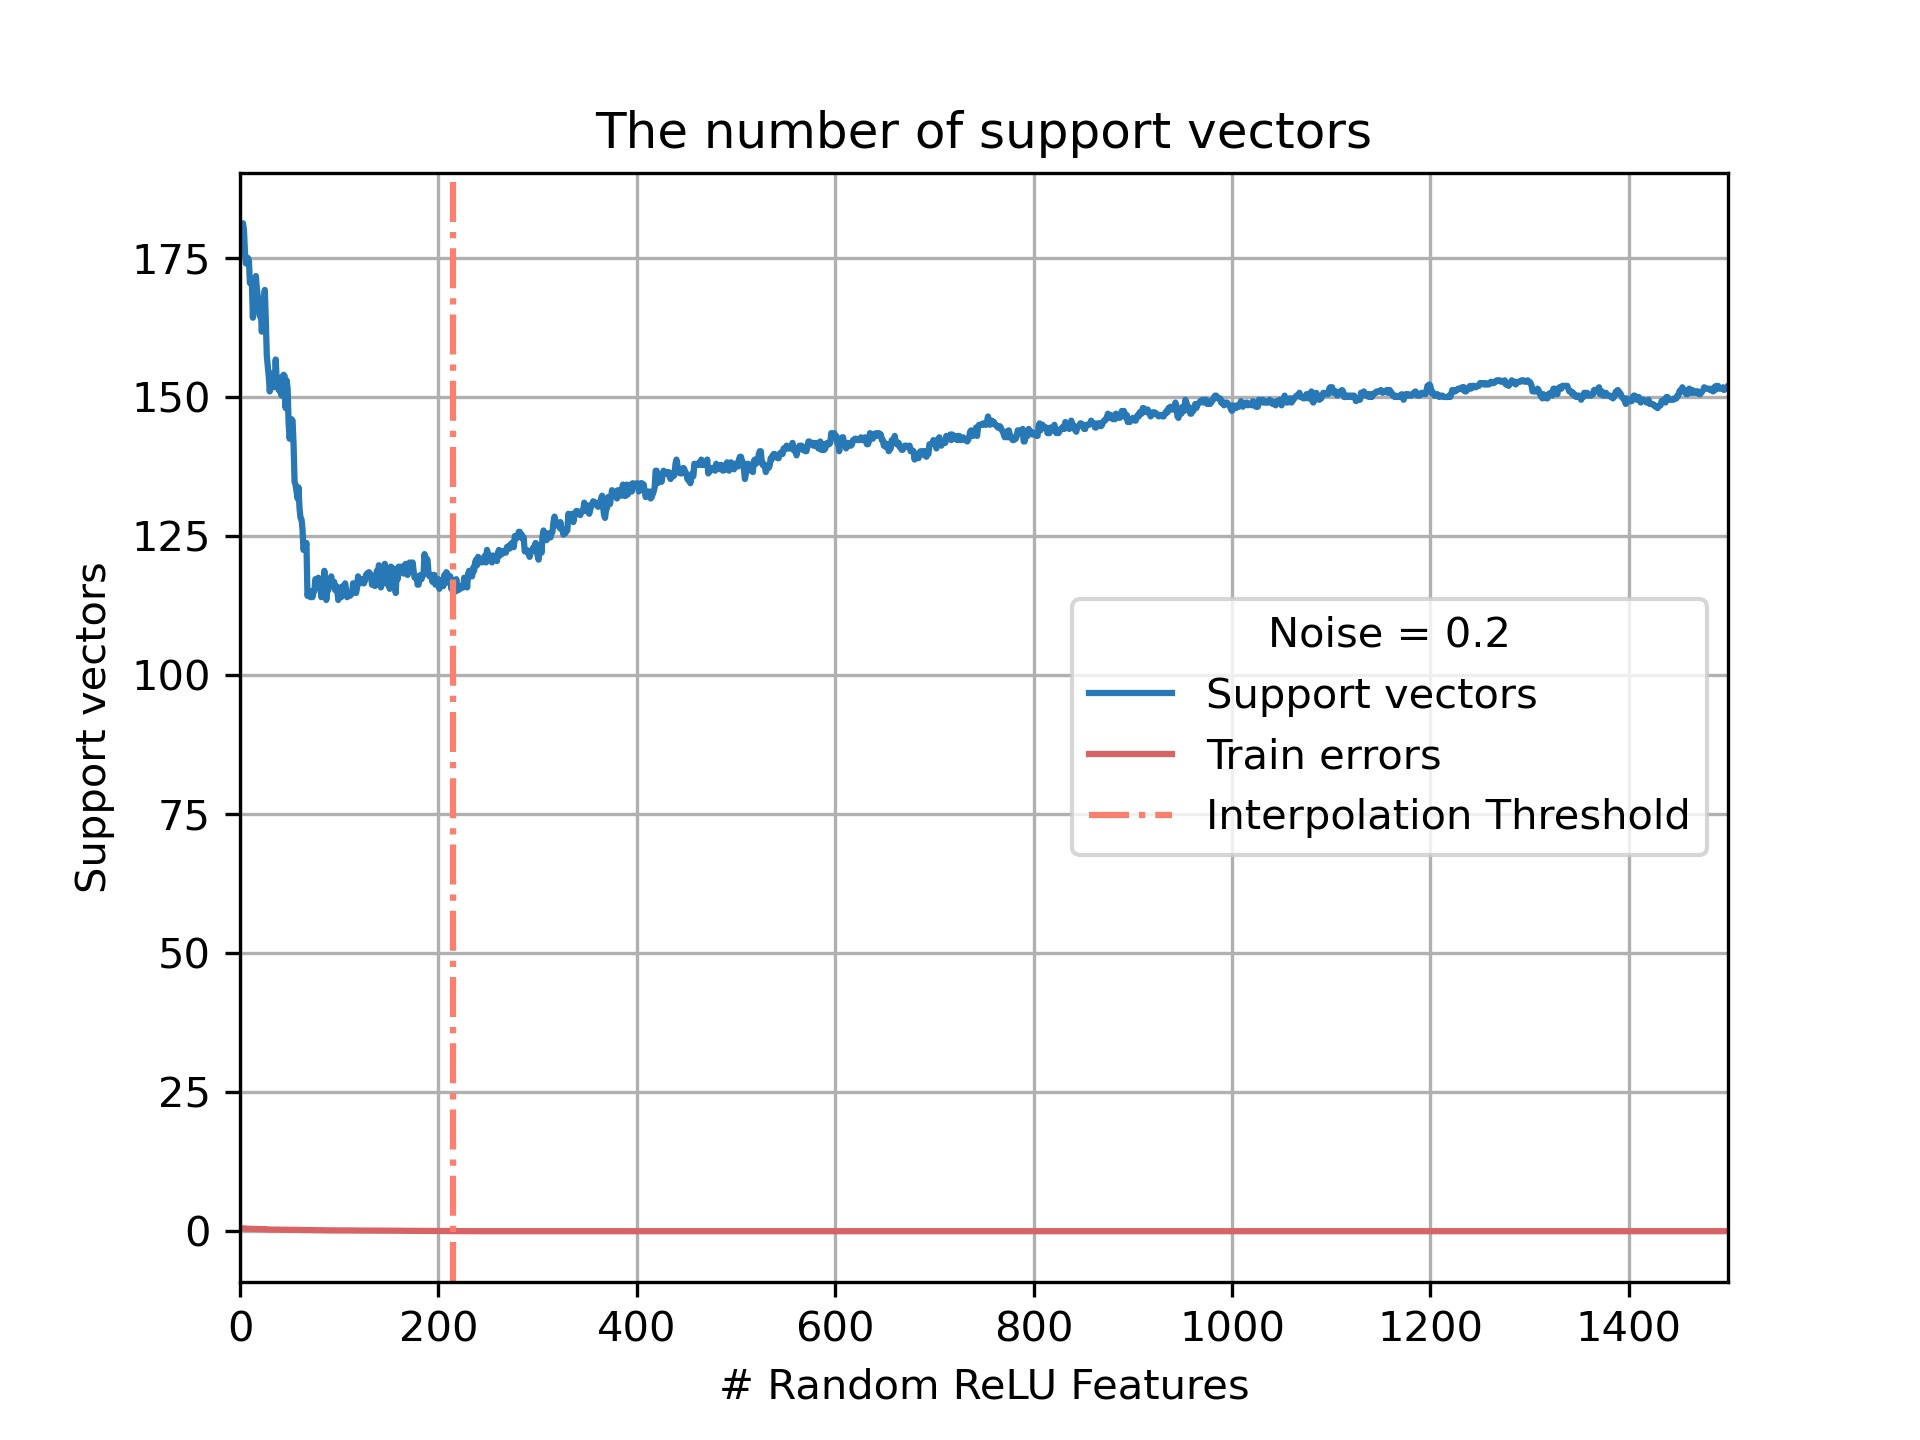 The number of support vectors
Support vectors
175
150
125
100
75
50
25
0
Noise = 0.2
Support vectors
Train errors
Interpolation Threshold
0 200 400 600 800 1000 1200 1400
# Random ReLU Features